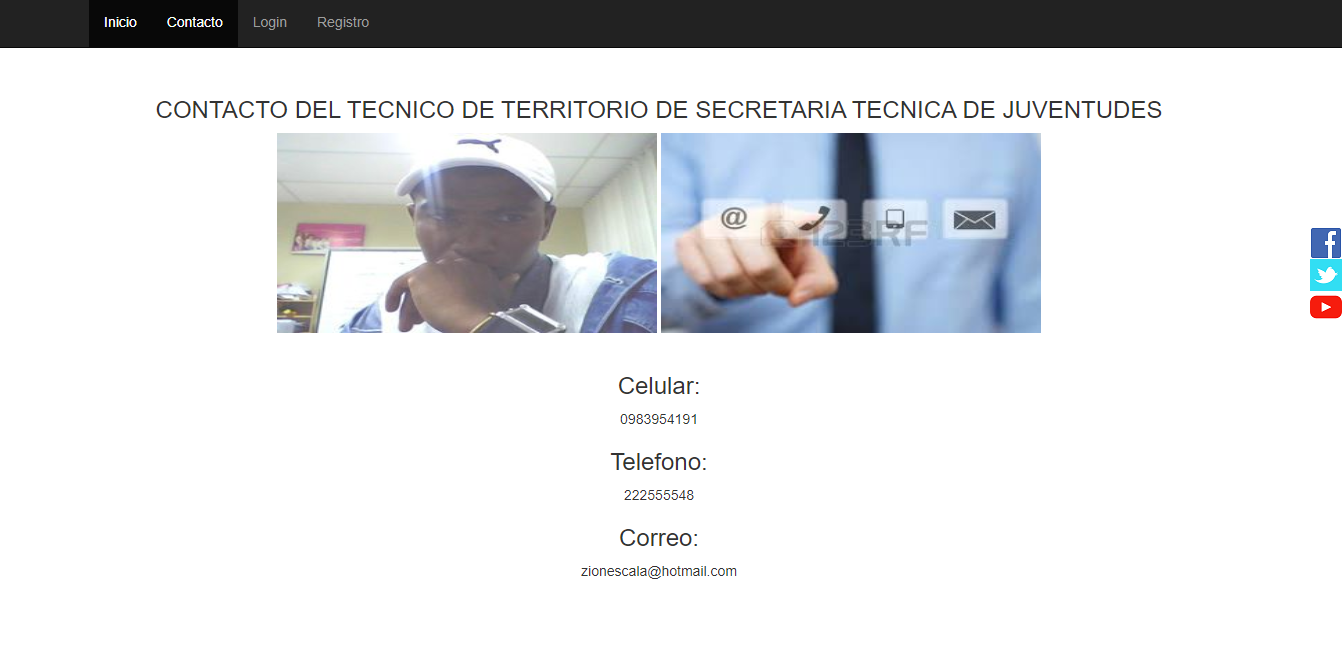 Inicio Contacto Login Registro
CONTACTO DEL TECNICO DE TERRITORIO DE SECRETARIA TECNICA DE JUVENTUDES
@
123RF
Celular:
0983954191
Telefono:
222555548
Correo:
zionescala@hotmail.com